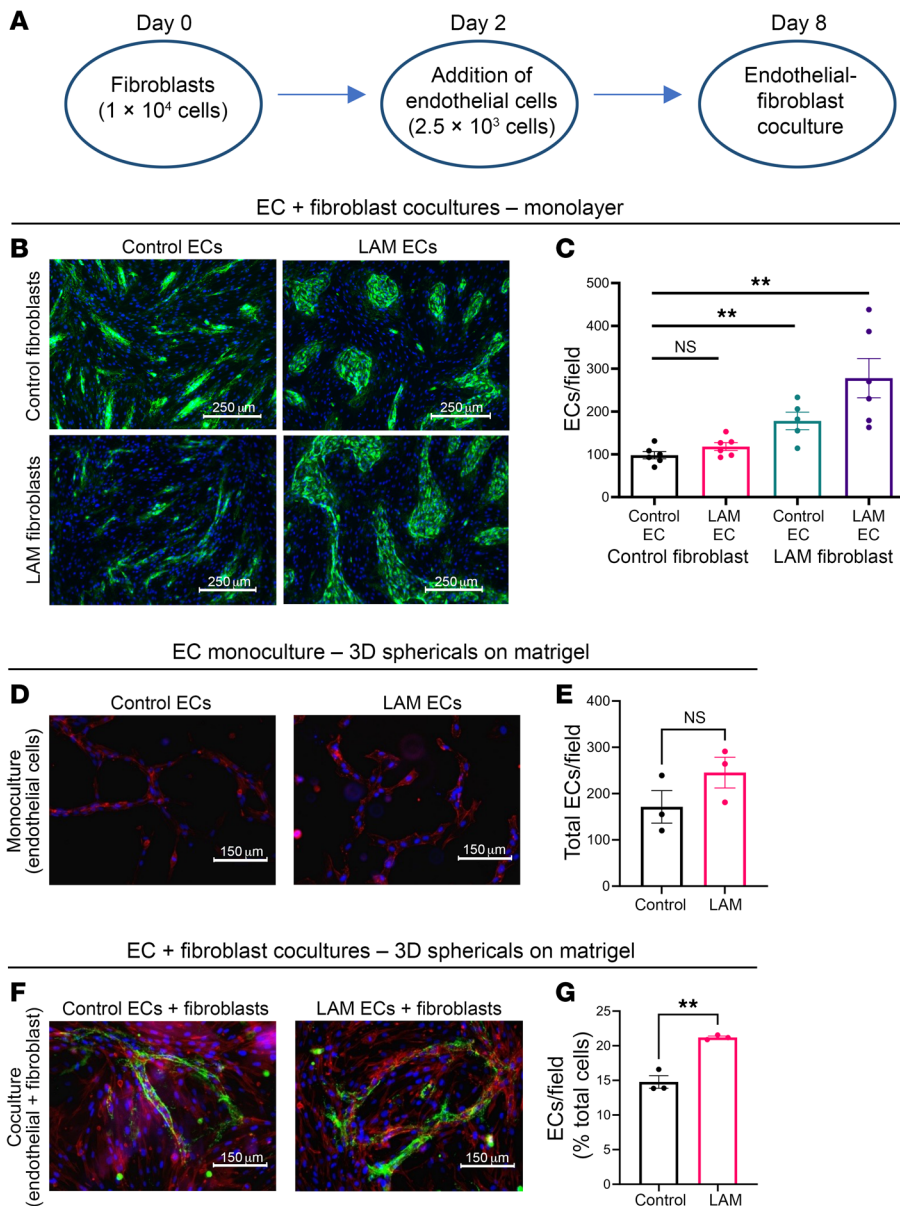 A
Day 0
Day 2
Day 8
Fibroblasts
(1 × 10⁴ cells)
Addition of
endothelial cells
(2.5 × 10³ cells)
Endothelial-
fibroblast
coculture
EC + fibroblast cocultures – monolayer
B
Control ECs
LAM ECs
Control fibroblasts
250 µm
250 µm
LAM fibroblasts
250 µm
250 µm
C
ECs/field
500
400
300
200
100
0
**
**
NS
Control
EC
LAM
EC
Control
EC
LAM
EC
Control fibroblast
LAM fibroblast
EC monoculture – 3D sphericals on matrigel
D
Control ECs
LAM ECs
Monoculture
(endothelial cells)
150 µm
150 µm
E
Total ECs/field
400
300
200
100
0
NS
Control
LAM
EC + fibroblast cocultures – 3D sphericals on matrigel
F
Control ECs + fibroblasts
LAM ECs + fibroblasts
Coculture
(endothelial + fibroblast)
150 µm
150 µm
G
ECs/field
(% total cells)
25
20
15
10
5
0
**
Control
LAM